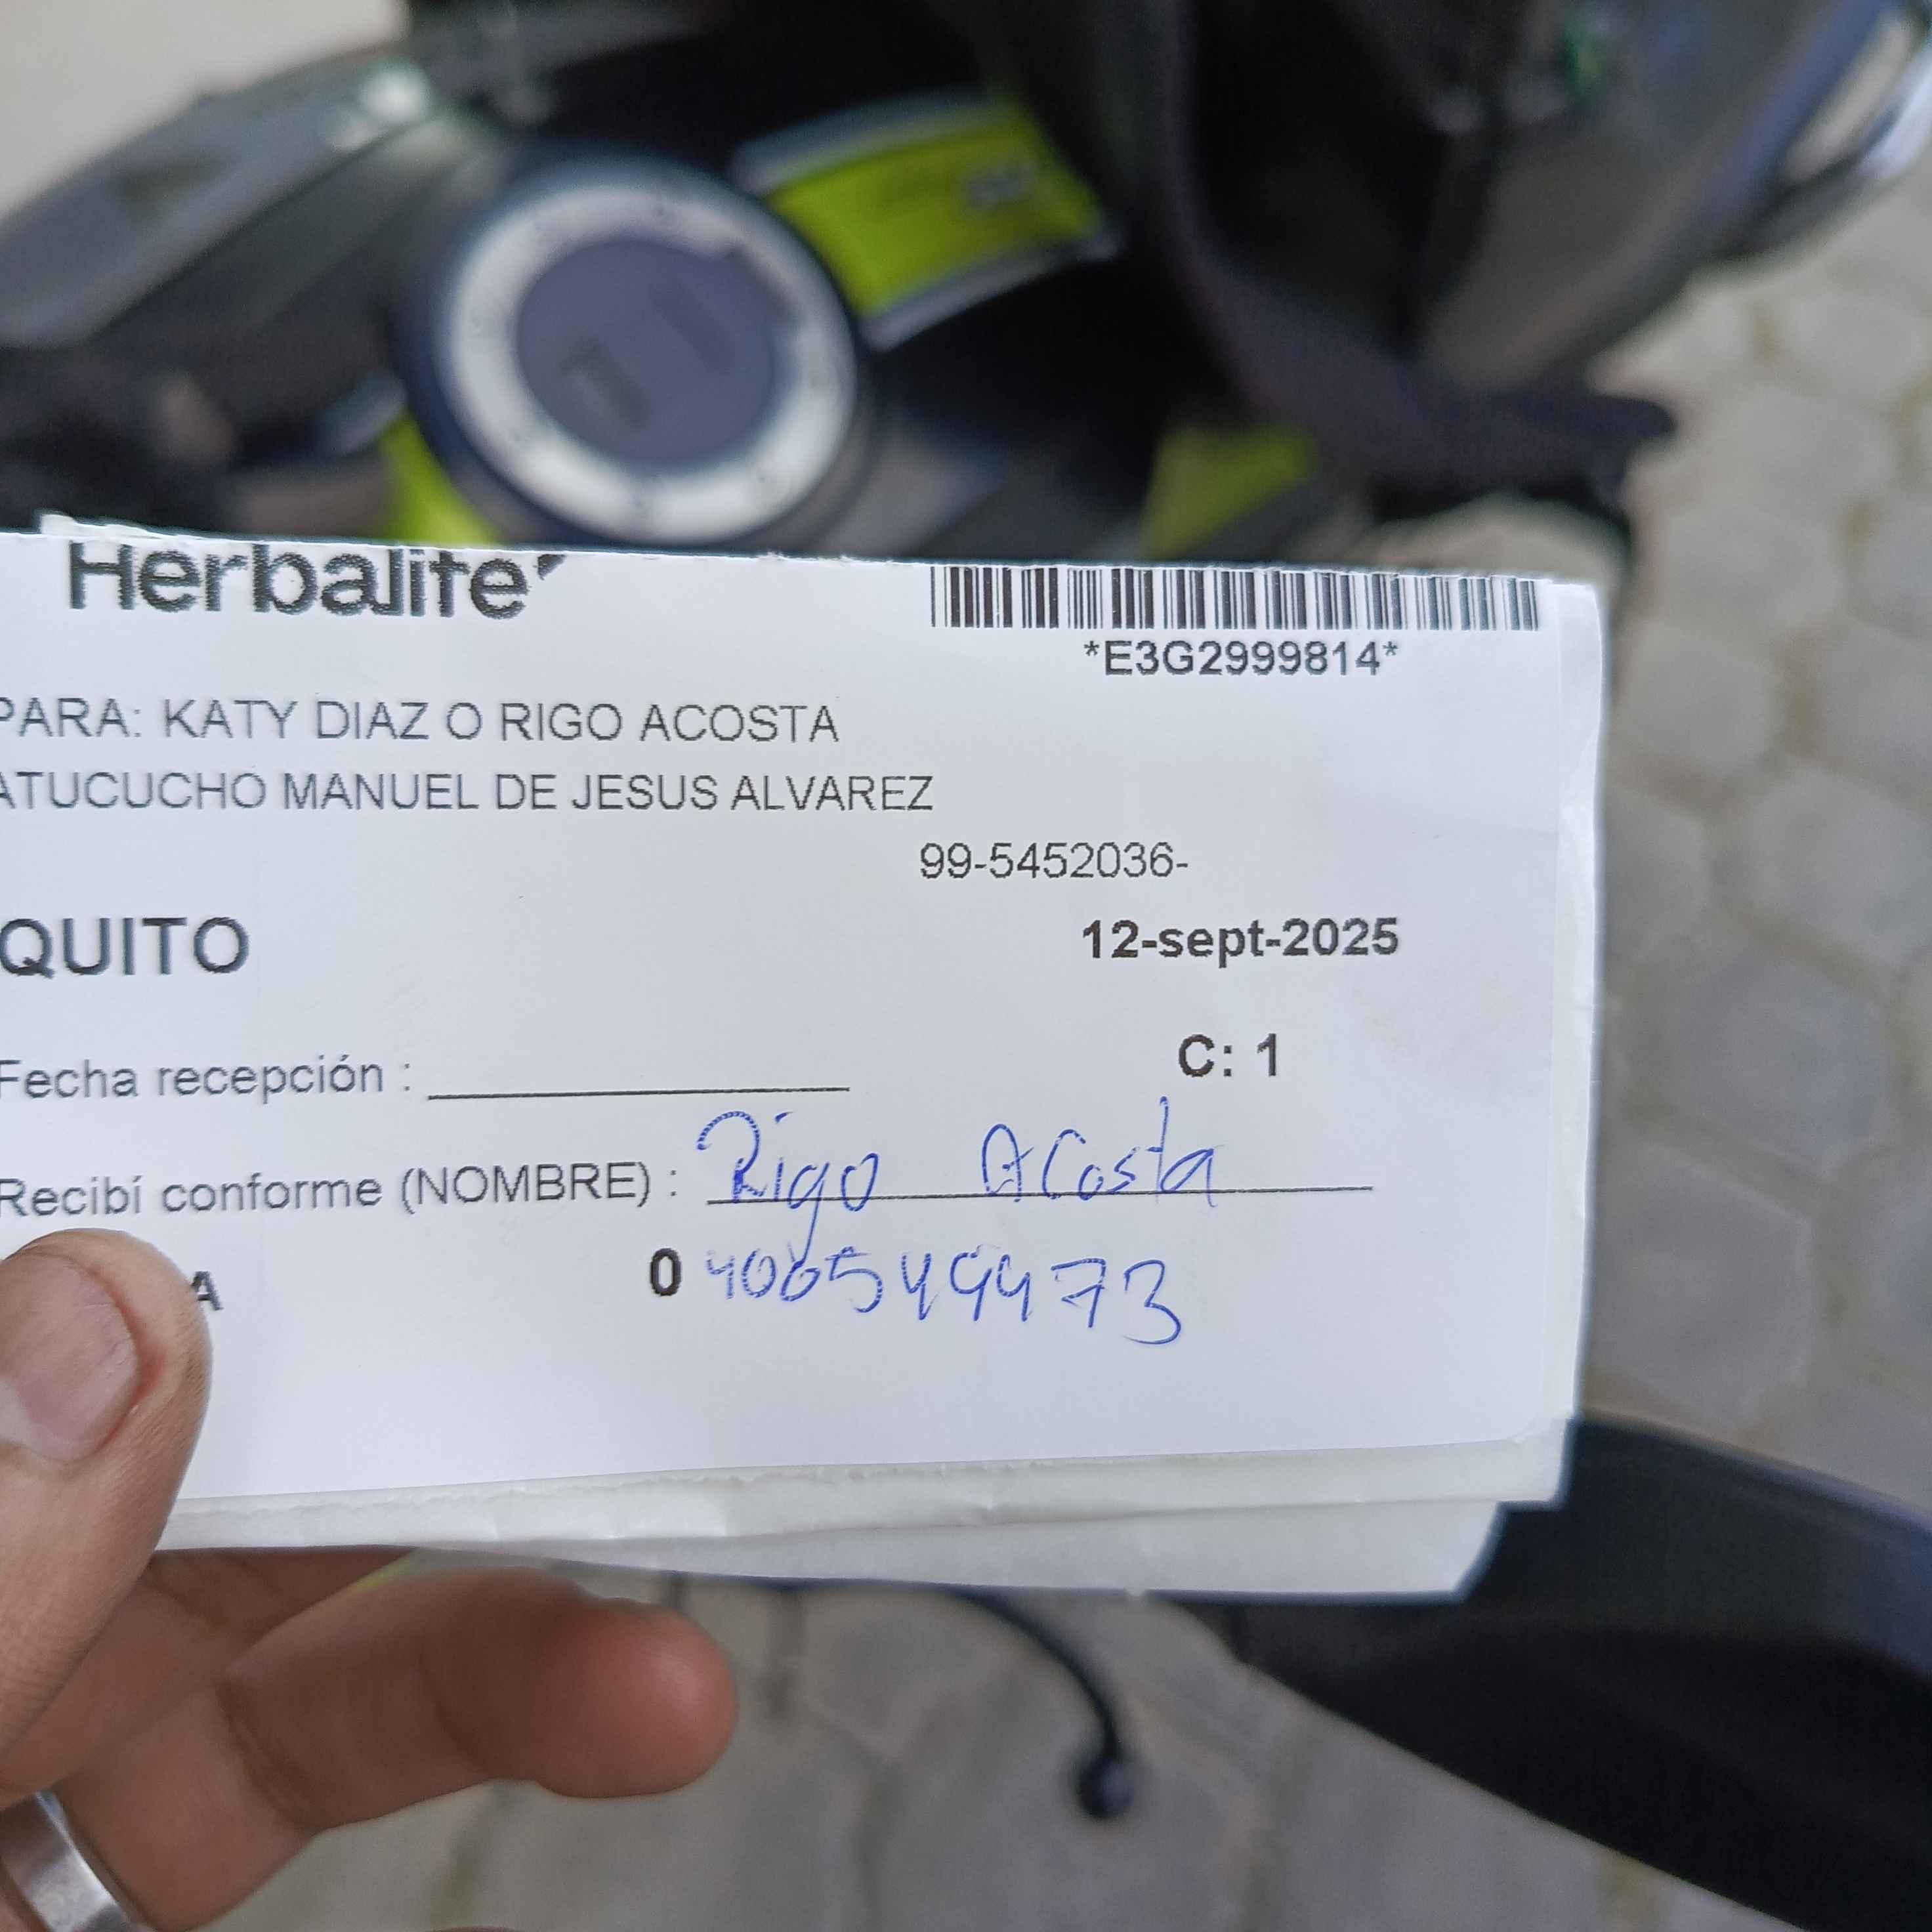 Herbalife
*E3G2999814*
PARA: KATY DIAZ O RIGO ACOSTA
ATUCUCHO MANUEL DE JESUS ALVAREZ
99-5452036-
QUITO
12-sept-2025
C: 1
Fecha recepción :
Recibí conforme (NOMBRE) : Rigo Acosta
A 0